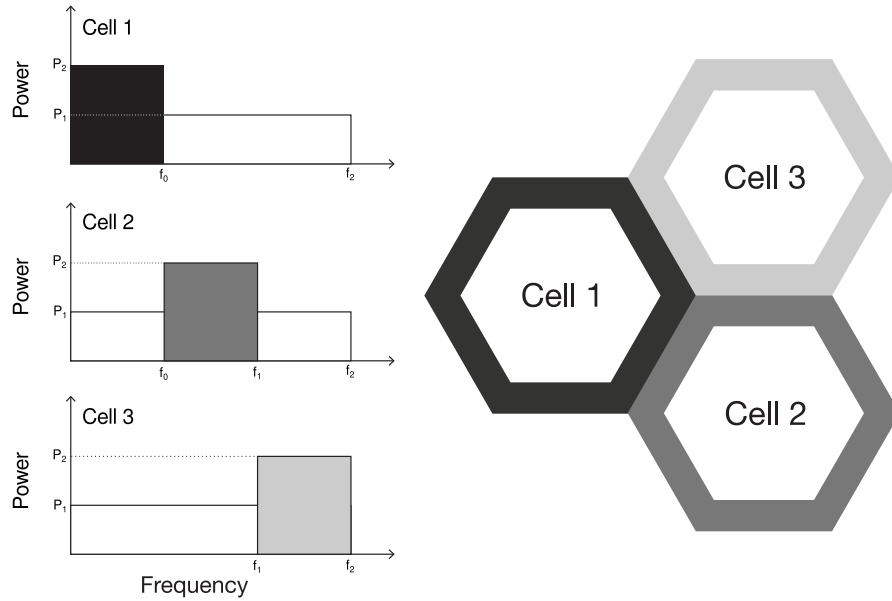 Cell 1
P₂
Power
P₁
f₀
f₂
Cell 2
P₂
Power
P₁
f₀
f₁
f₂
Cell 3
P₂
Power
P₁
f₁
f₂
Frequency
Cell 3
Cell 1
Cell 2